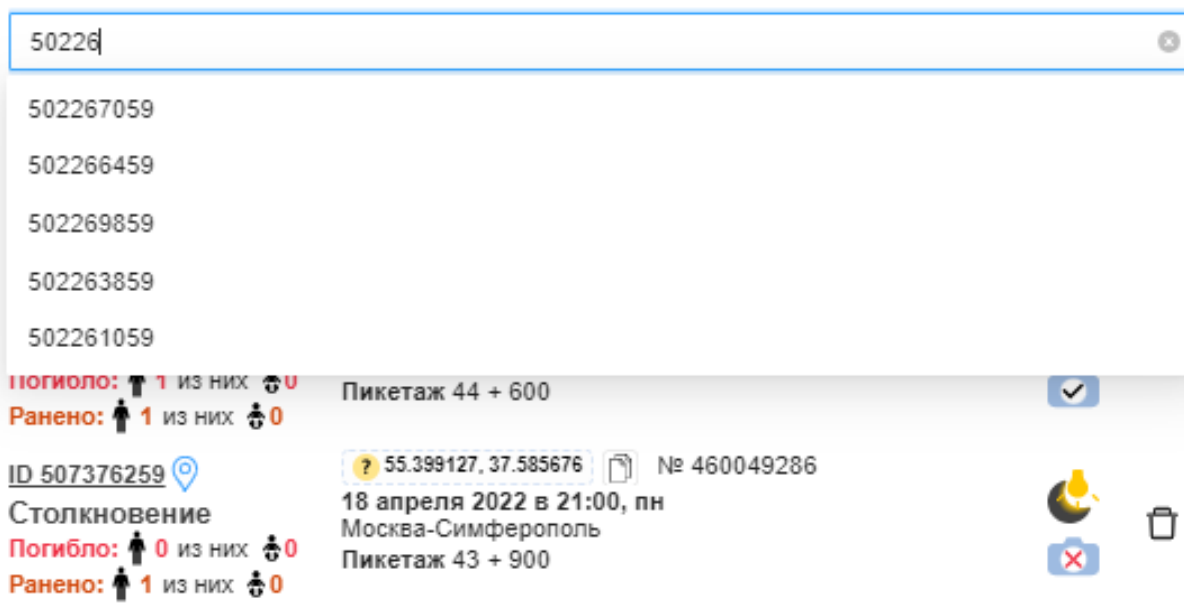 50226
502267059
502266459
502269859
502263859
502261059
Погибло: 1 из них 0
Пикетаж 44 + 600
Ранено: 1 из них 0
ID 507376259
? 55.399127, 37.585676 № 460049286
Столкновение
18 апреля 2022 в 21:00, пн
Москва-Симферополь
Погибло: 0 из них 0
Пикетаж 43 + 900
Ранено: 1 из них 0